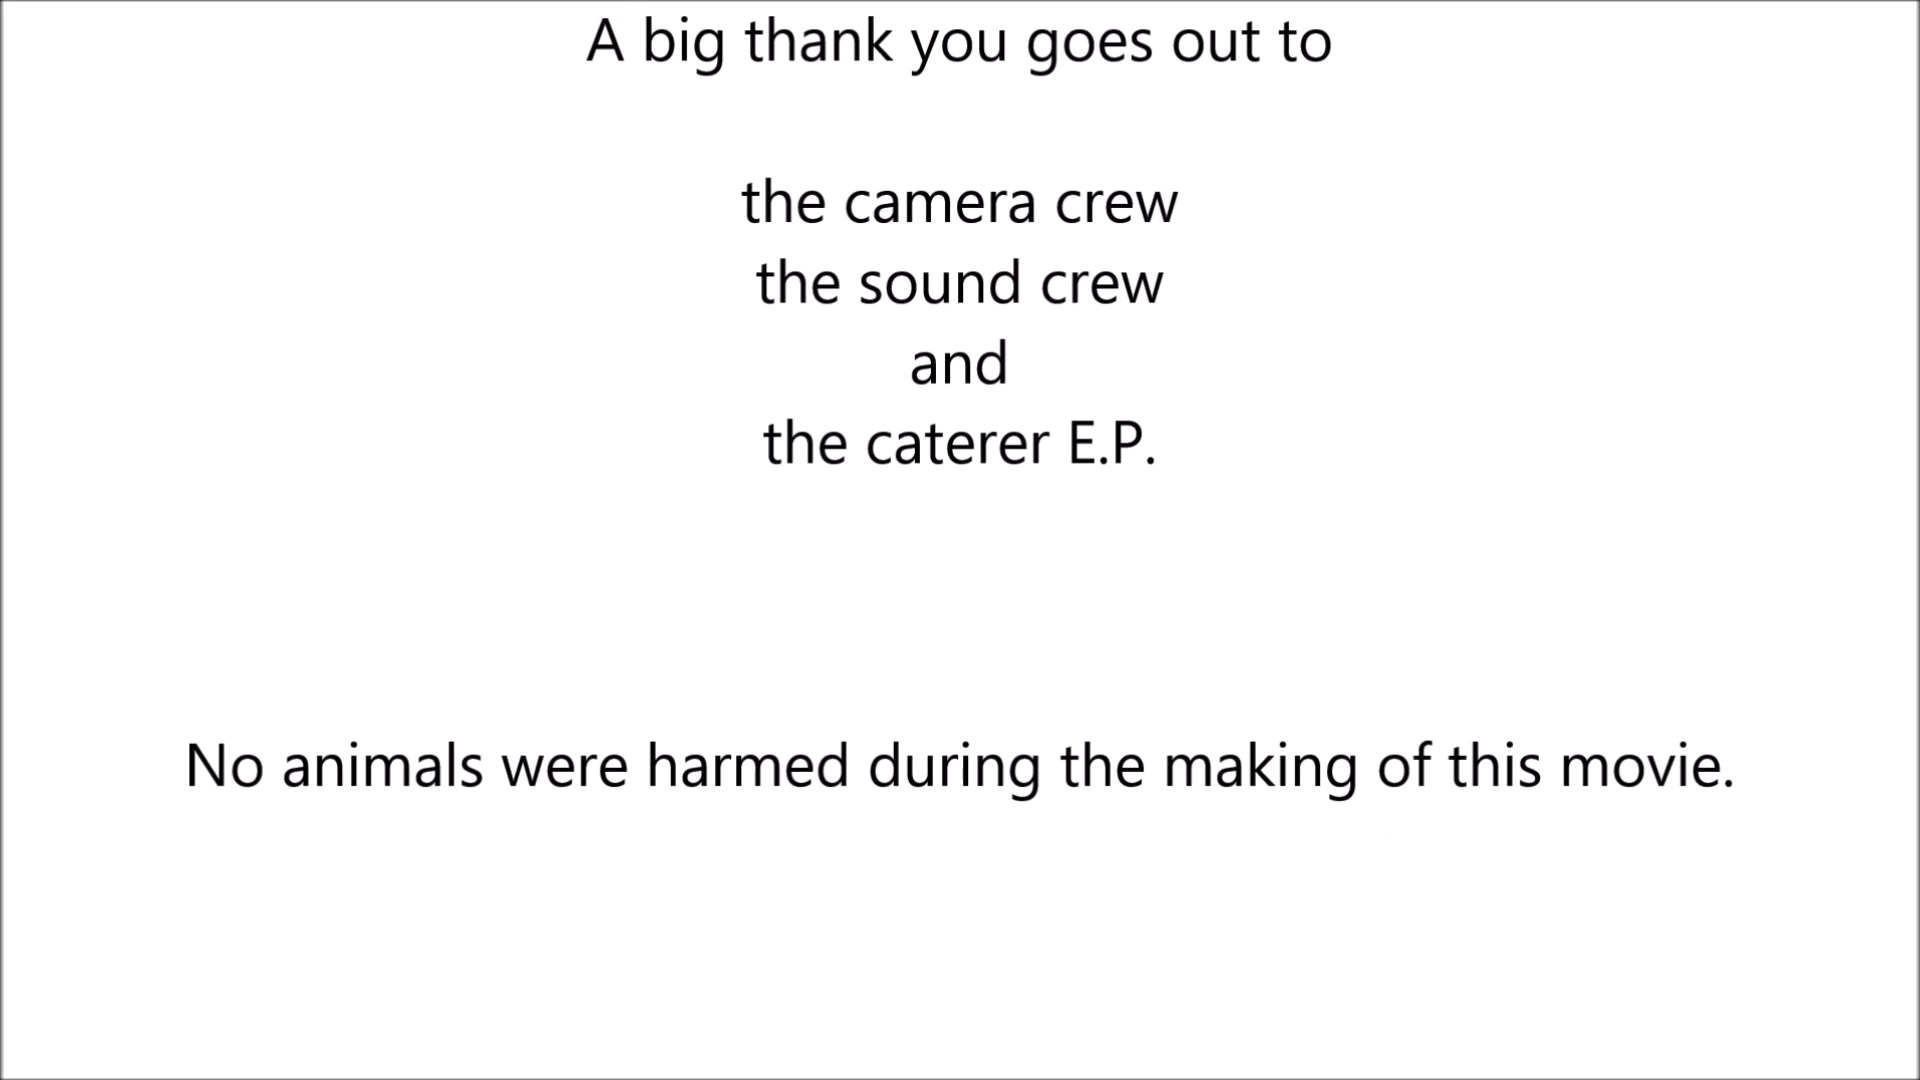 A big thank you goes out to
the camera crew
the sound crew
and
the caterer E.P.
No animals were harmed during the making of this movie.